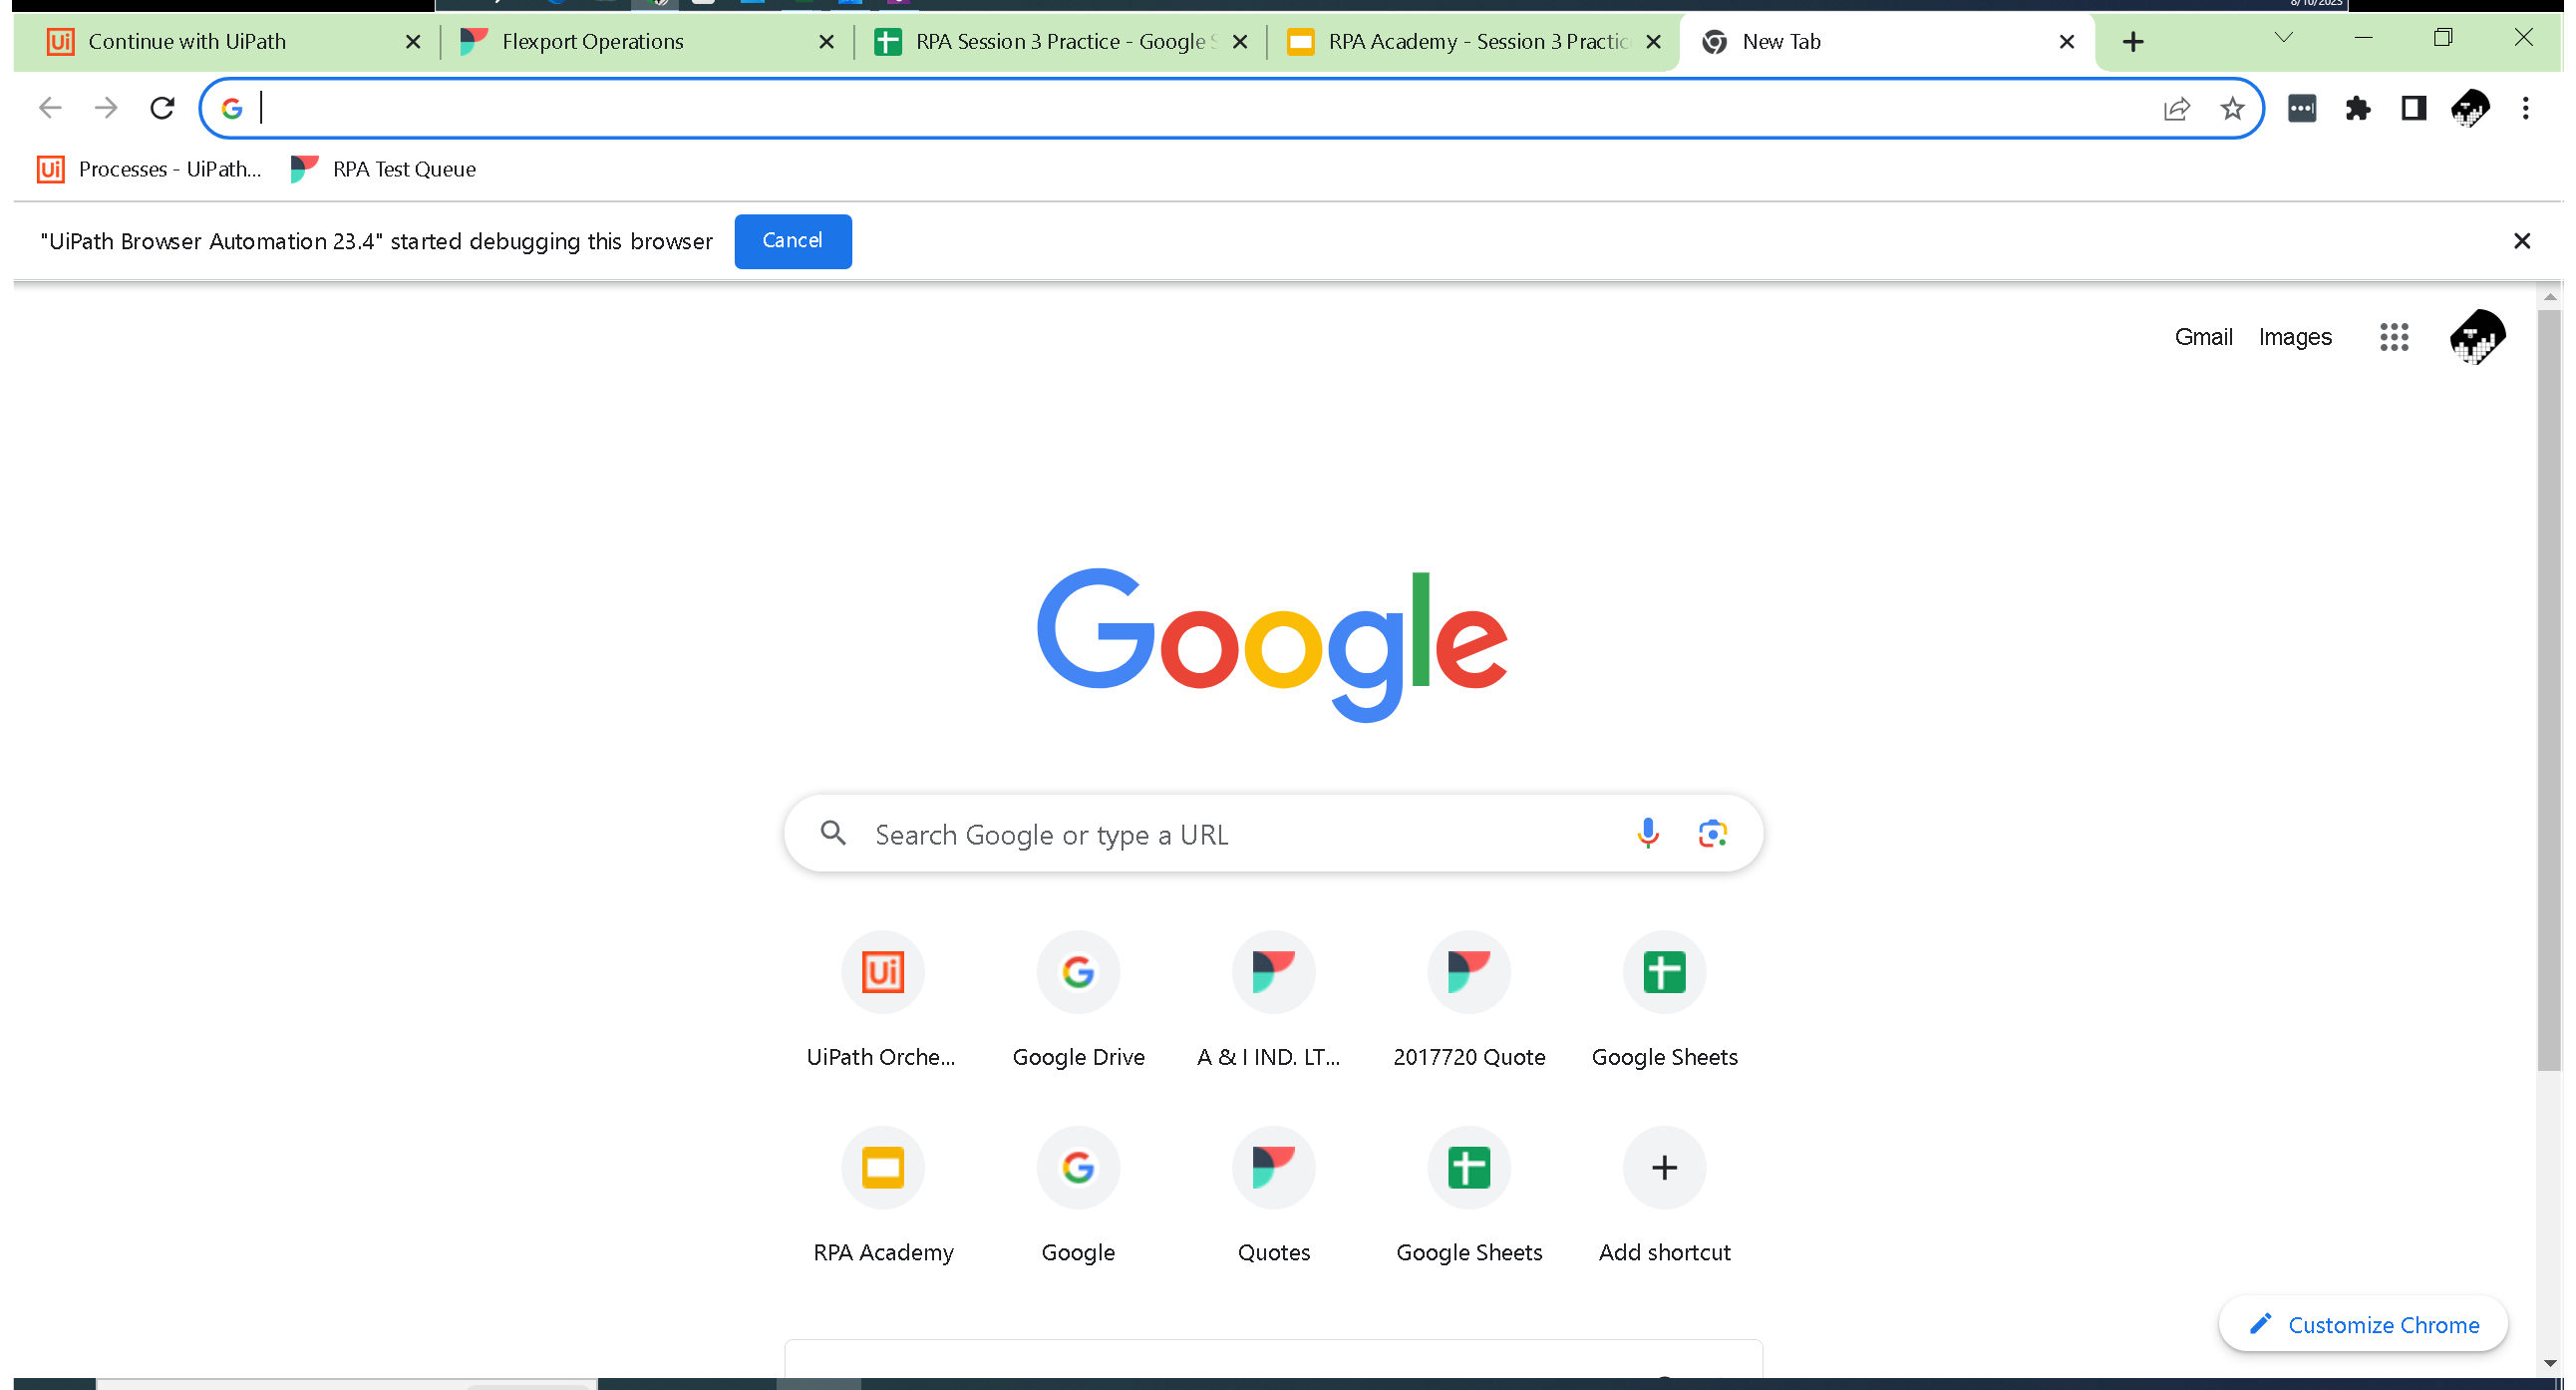 8/10/2023
Continue with UiPath
Flexport Operations
RPA Session 3 Practice - Google S
RPA Academy - Session 3 Practic
New Tab
Processes - UiPath...
RPA Test Queue
"UiPath Browser Automation 23.4" started debugging this browser
Cancel
Gmail
Images
Google
Search Google or type a URL
UiPath Orche...
Google Drive
A & I IND. LT...
2017720 Quote
Google Sheets
RPA Academy
Google
Quotes
Google Sheets
Add shortcut
Customize Chrome